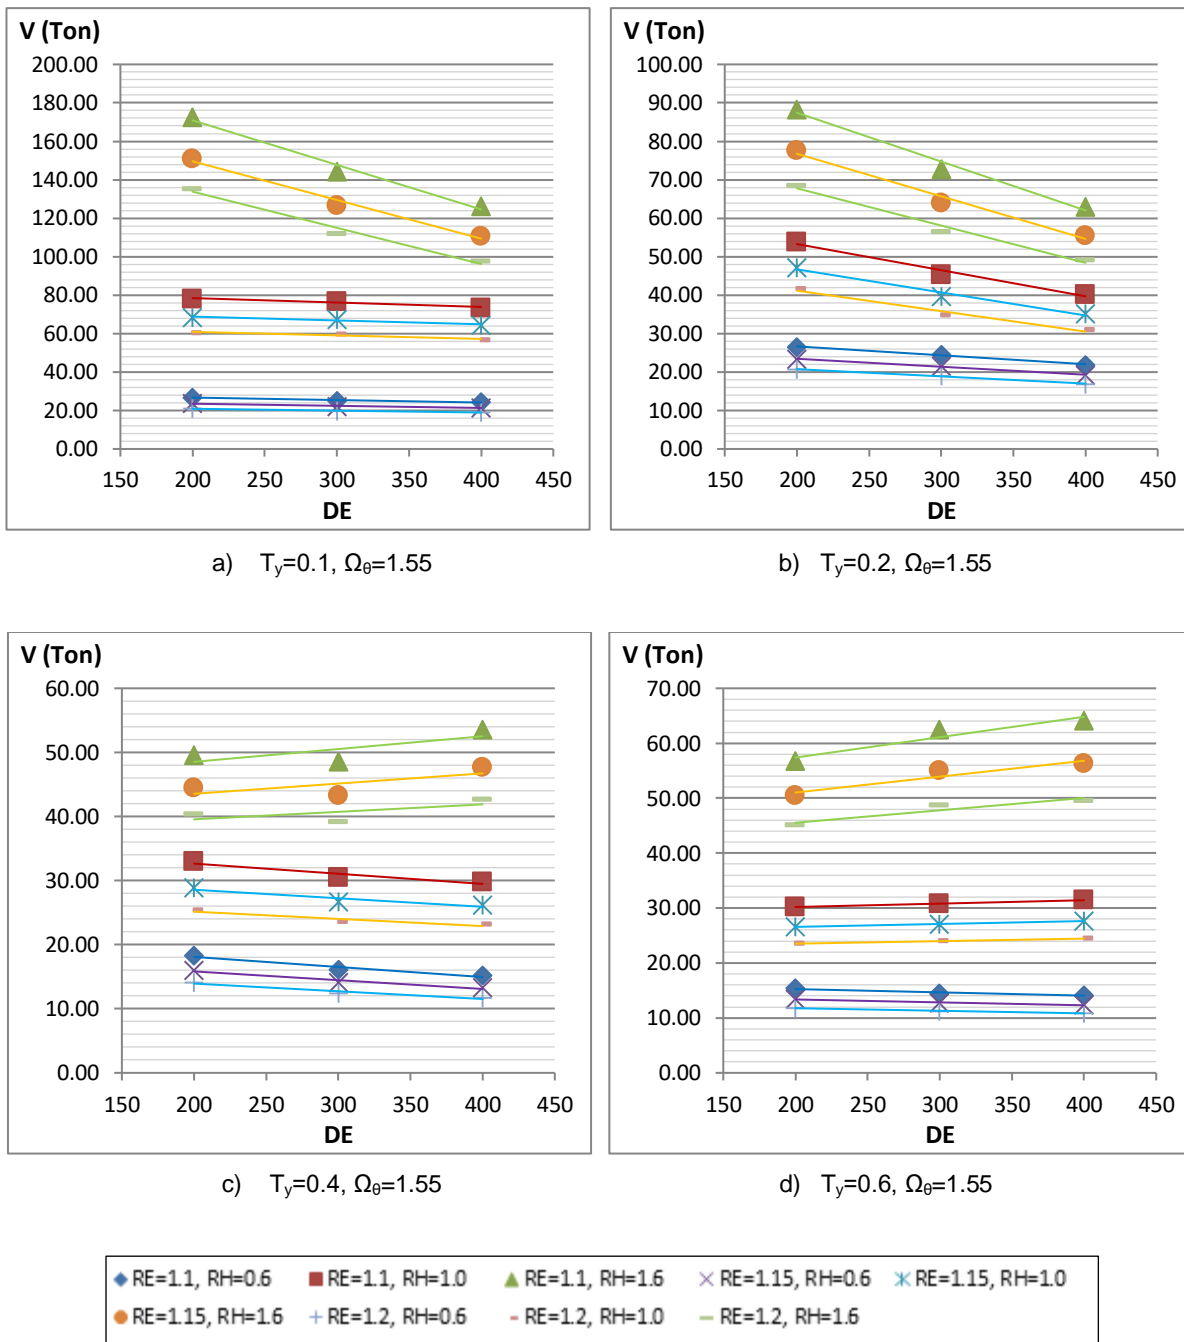 V (Ton)
200.00
180.00
160.00
140.00
120.00
100.00
80.00
60.00
40.00
20.00
0.00
150 200 250 300 350 400 450
DE
a) Ty=0.1, Ωθ=1.55
V (Ton)
100.00
90.00
80.00
70.00
60.00
50.00
40.00
30.00
20.00
10.00
0.00
150 200 250 300 350 400 450
DE
b) Ty=0.2, Ωθ=1.55
V (Ton)
60.00
50.00
40.00
30.00
20.00
10.00
0.00
150 200 250 300 350 400 450
DE
c) Ty=0.4, Ωθ=1.55
V (Ton)
70.00
60.00
50.00
40.00
30.00
20.00
10.00
0.00
150 200 250 300 350 400 450
DE
d) Ty=0.6, Ωθ=1.55
RE=1.1, RH=0.6 RE=1.1, RH=1.0 RE=1.1, RH=1.6 RE=1.15, RH=0.6 RE=1.15, RH=1.0
RE=1.15, RH=1.6 RE=1.2, RH=0.6 RE=1.2, RH=1.0 RE=1.2, RH=1.6